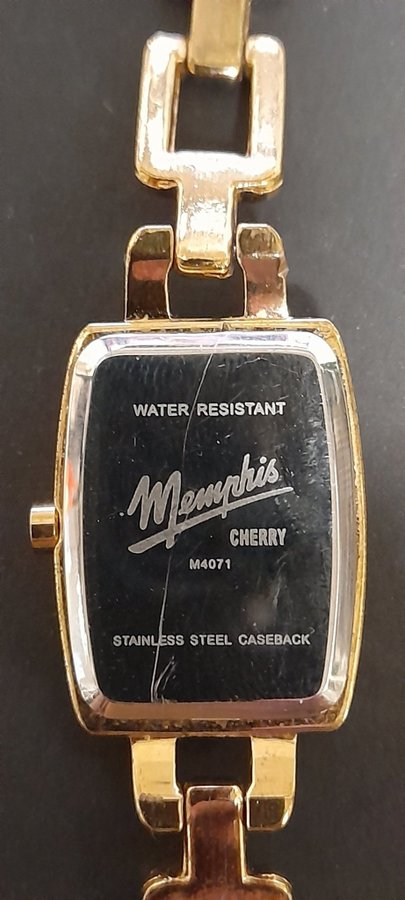 WATER RESISTANT
Memphis
CHERRY
M4071
STAINLESS STEEL CASEBACK